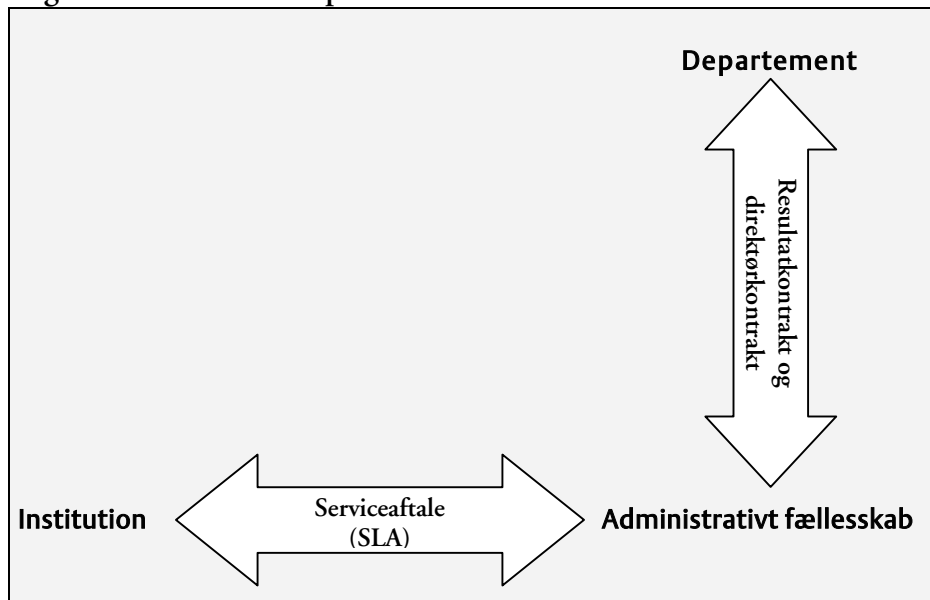 Departement
Resultatkontrakt og
direktørkontrakt
Institution
Serviceaftale
(SLA)
Administrativt fællesskab